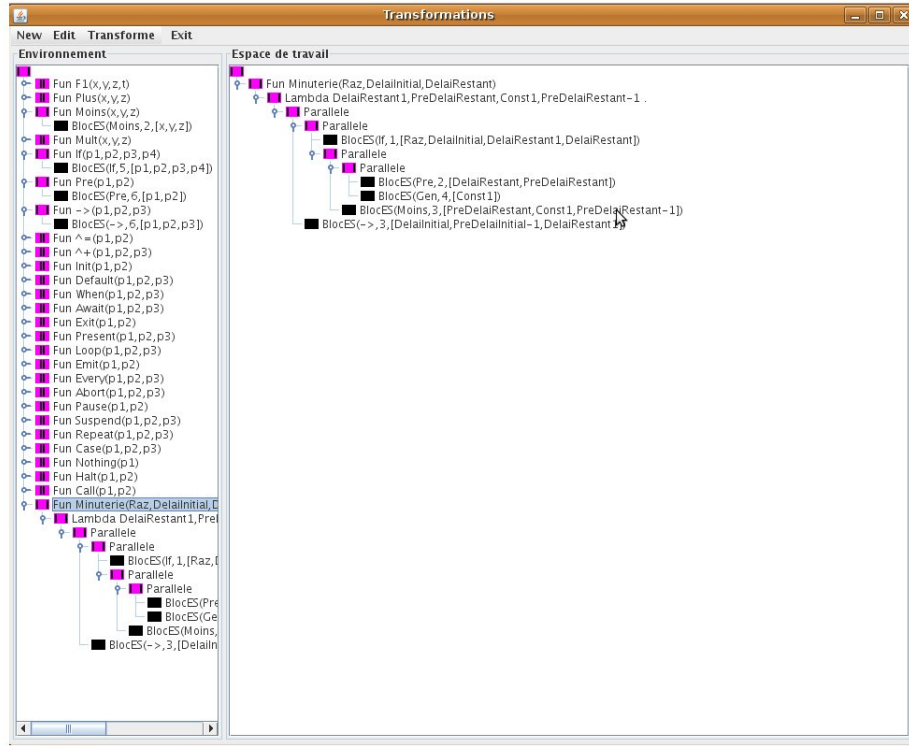 Transformations
New Edit Transforme Exit
Environnement
Fun F1(x,y,z,t)
Fun Plus(x,y,z)
Fun Moins(x,y,z)
BlocES(Moins,2,[x,y,z])
Fun Mult(x,y,z)
Fun If(p1,p2,p3,p4)
BlocES(If,5,[p1,p2,p3,p4])
Fun Pre(p1,p2)
BlocES(Pre,6,[p1,p2])
Fun ->(p1,p2,p3)
BlocES(->,6,[p1,p2,p3])
Fun ^=(p1,p2)
Fun ^+(p1,p2,p3)
Fun Init(p1,p2)
Fun Default(p1,p2,p3)
Fun When(p1,p2,p3)
Fun Await(p1,p2,p3)
Fun Exit(p1,p2)
Fun Present(p1,p2,p3)
Fun Loop(p1,p2,p3)
Fun Emit(p1,p2)
Fun Every(p1,p2,p3)
Fun Abort(p1,p2,p3)
Fun Pause(p1,p2)
Fun Suspend(p1,p2,p3)
Fun Repeat(p1,p2,p3)
Fun Case(p1,p2,p3)
Fun Nothing(p1)
Fun Halt(p1,p2)
Fun Call(p1,p2)
Fun Minuterie(Raz,DelaiInitial,D
Lambda DelaiRestant1,Prel
Parallele
Parallele
BlocES(If,1,[Raz,[
Parallele
Parallele
BlocES(Pre
BlocES(Ge
BlocES(Moins,
BlocES(->,3,[DelaiIn
Espace de travail
Fun Minuterie(Raz,DelaiInitial,DelaiRestant)
Lambda DelaiRestant1,PreDelaiRestant,Const1,PreDelaiRestant-1 .
Parallele
Parallele
BlocES(If,1,[Raz,DelaiInitial,DelaiRestant1,DelaiRestant])
Parallele
Parallele
BlocES(Pre,2,[DelaiRestant,PreDelaiRestant])
BlocES(Gen,4,[Const1])
BlocES(Moins,3,[PreDelaiRestant,Const1,PreDelaiRestant-1])
BlocES(->,3,[DelaiInitial,PreDelaiInitial-1,DelaiRestant1])